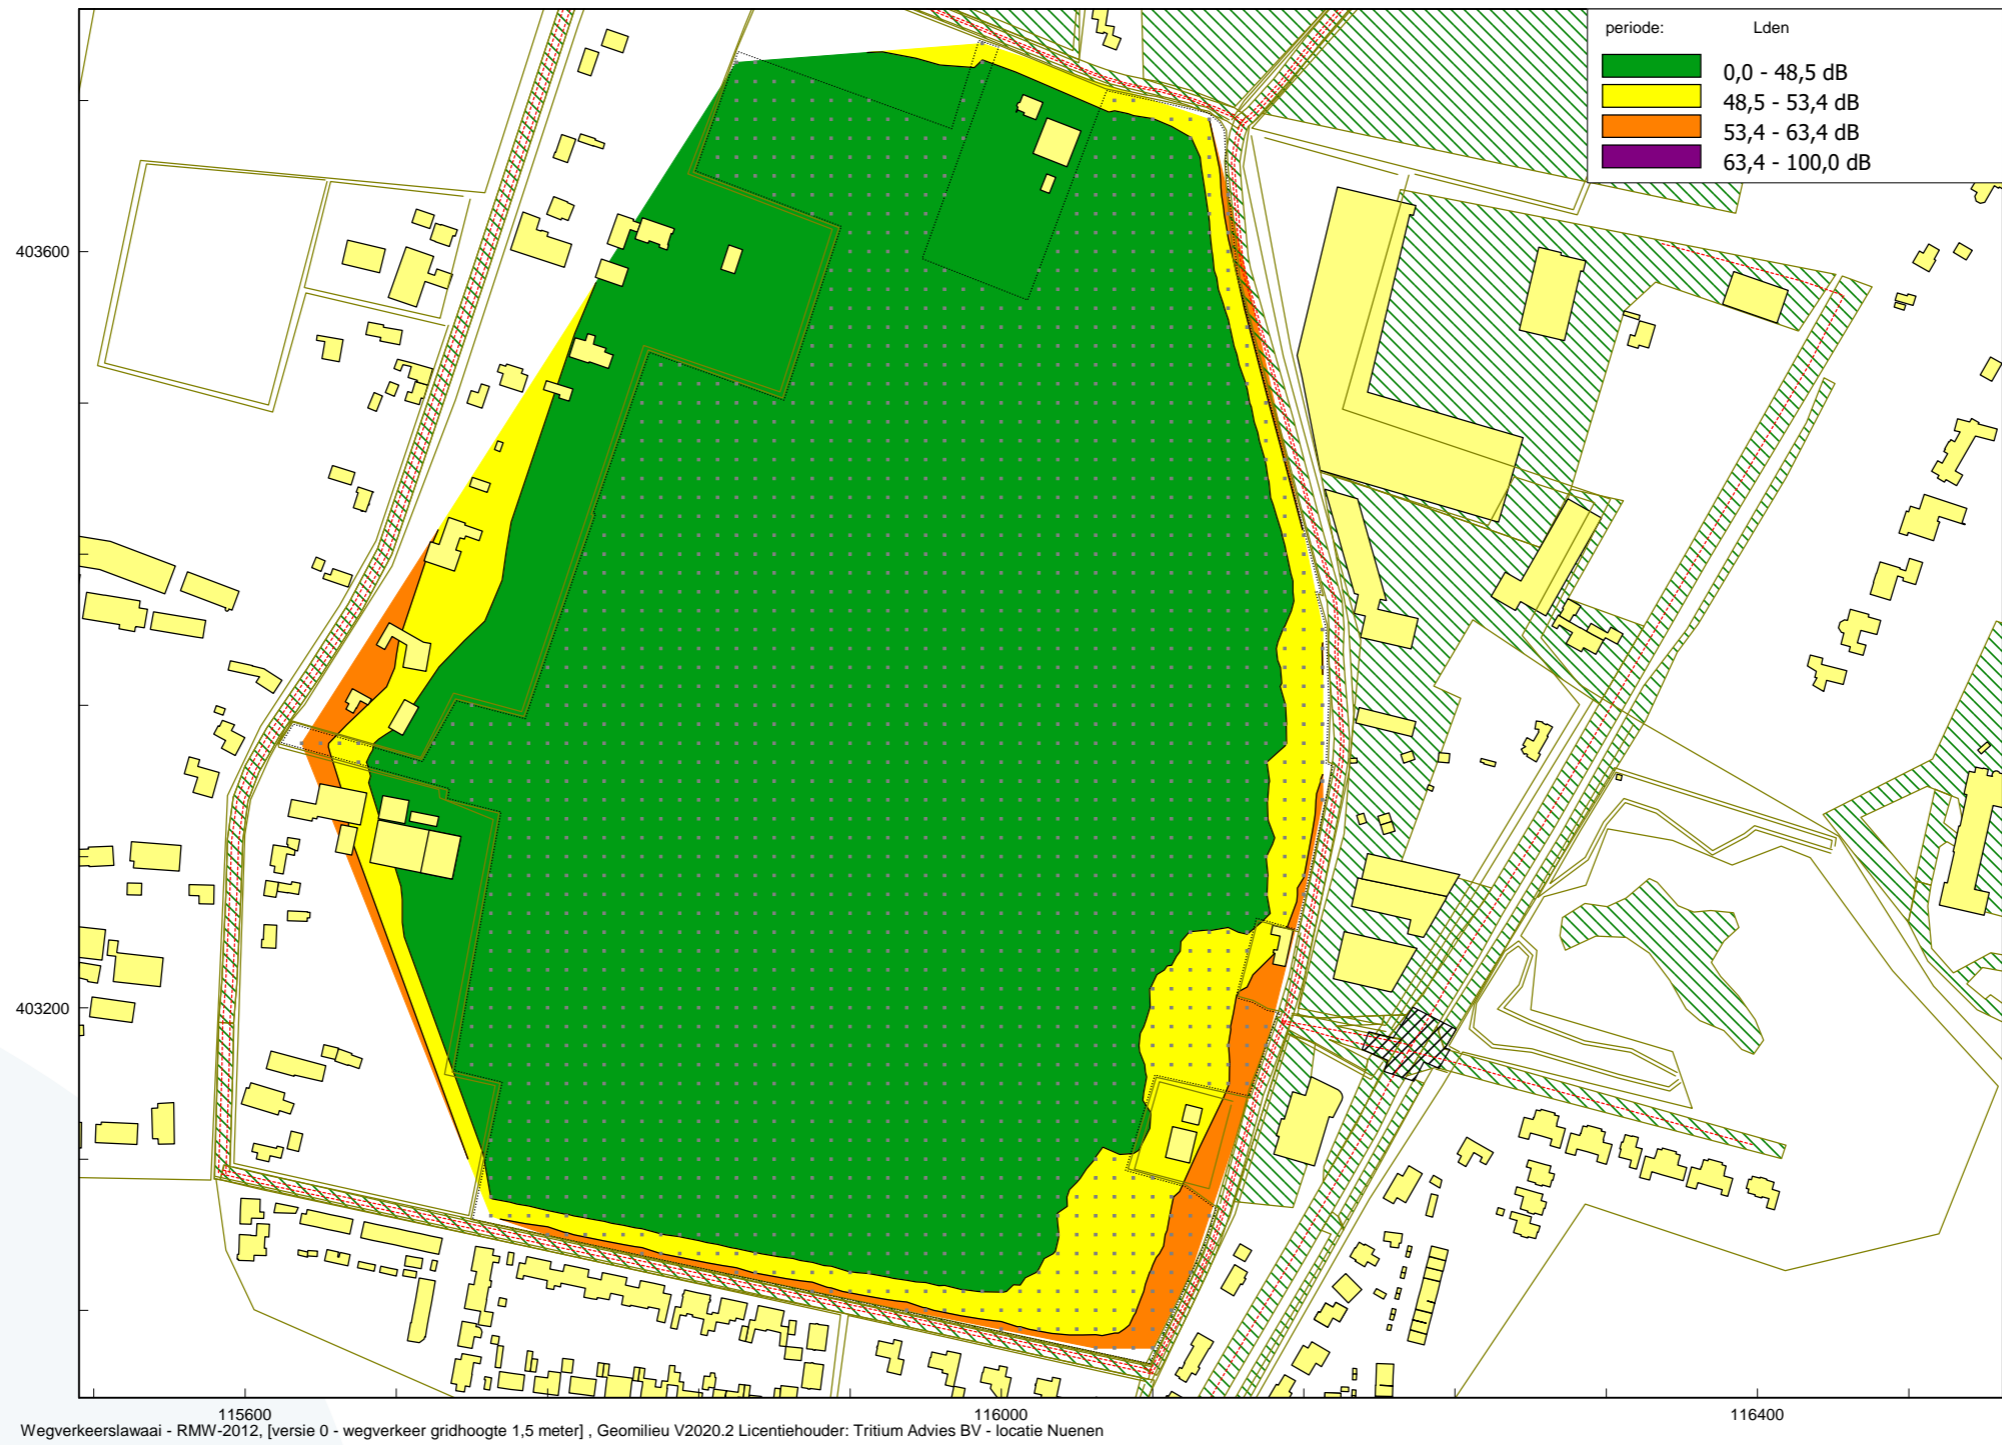 periode: Lden
0,0 - 48,5 dB
48,5 - 53,4 dB
53,4 - 63,4 dB
63,4 - 100,0 dB
403600
403200
115600 116000 116400
Wegverkeerslawaai - RMW-2012, [versie 0 - wegverkeer gridhoogte 1,5 meter] , Geomilieu V2020.2 Licentiehouder: Tritium Advies BV - locatie Nuenen